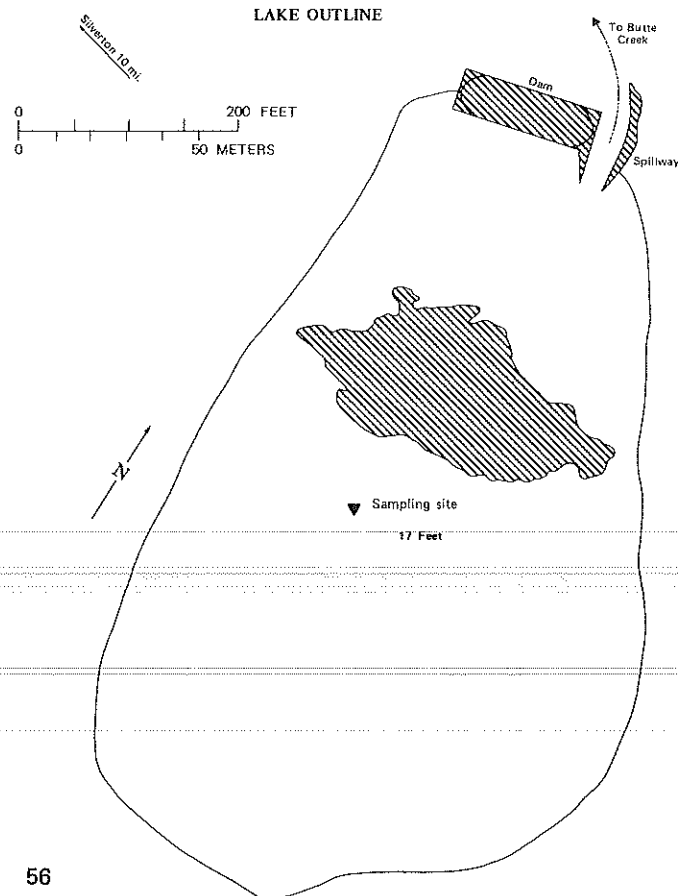 LAKE OUTLINE
Silverton 10 mi.
To Butte
Creek
0 200 FEET
0 50 METERS
Dam
Spillway
N
Sampling site
17 Feet
56